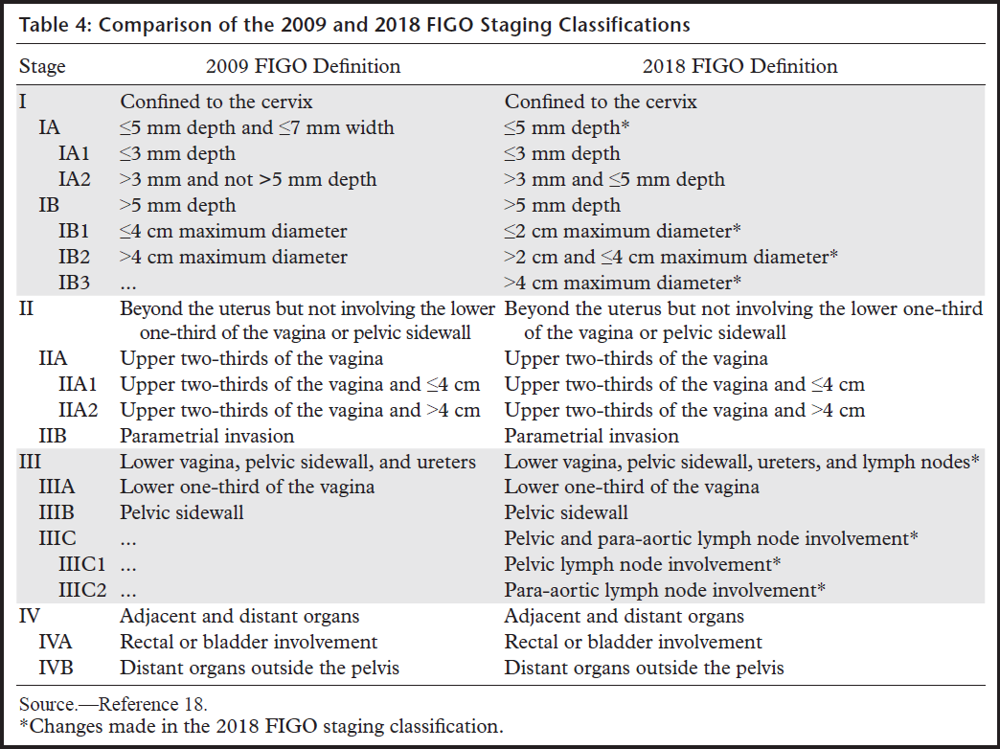 Table 4: Comparison of the 2009 and 2018 FIGO Staging Classifications
Stage 2009 FIGO Definition 2018 FIGO Definition
I Confined to the cervix Confined to the cervix
IA ≤5 mm depth and ≤7 mm width ≤5 mm depth*
IA1 ≤3 mm depth ≤3 mm depth
IA2 >3 mm and not >5 mm depth >3 mm and ≤5 mm depth
IB >5 mm depth >5 mm depth
IB1 ≤4 cm maximum diameter ≤2 cm maximum diameter*
IB2 >4 cm maximum diameter >2 cm and ≤4 cm maximum diameter*
IB3 ... >4 cm maximum diameter*
II Beyond the uterus but not involving the lower Beyond the uterus but not involving the lower one-third
one-third of the vagina or pelvic sidewall of the vagina or pelvic sidewall
IIA Upper two-thirds of the vagina Upper two-thirds of the vagina
IIA1 Upper two-thirds of the vagina and ≤4 cm Upper two-thirds of the vagina and ≤4 cm
IIA2 Upper two-thirds of the vagina and >4 cm Upper two-thirds of the vagina and >4 cm
IIB Parametrial invasion Parametrial invasion
III Lower vagina, pelvic sidewall, and ureters Lower vagina, pelvic sidewall, ureters, and lymph nodes*
IIIA Lower one-third of the vagina Lower one-third of the vagina
IIIB Pelvic sidewall Pelvic sidewall
IIIC ... Pelvic and para-aortic lymph node involvement*
IIIC1 ... Pelvic lymph node involvement*
IIIC2 ... Para-aortic lymph node involvement*
IV Adjacent and distant organs Adjacent and distant organs
IVA Rectal or bladder involvement Rectal or bladder involvement
IVB Distant organs outside the pelvis Distant organs outside the pelvis
Source.—Reference 18.
*Changes made in the 2018 FIGO staging classification.